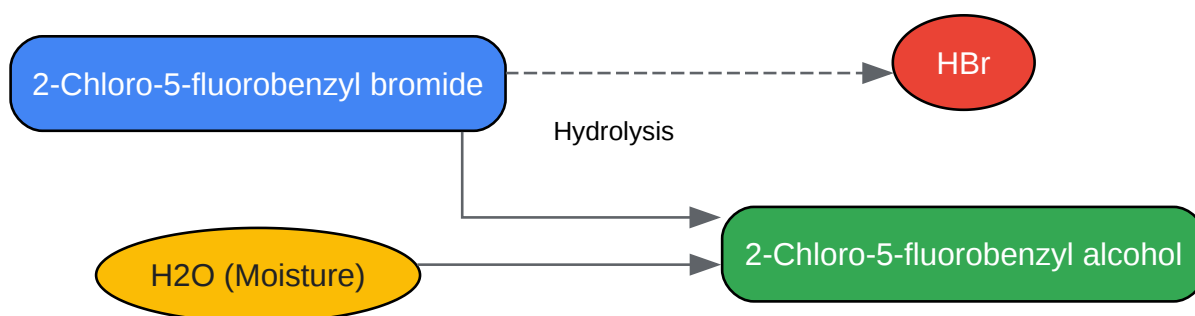 2-Chloro-5-fluorobenzyl bromide
HBr
Hydrolysis
H2O (Moisture)
2-Chloro-5-fluorobenzyl alcohol